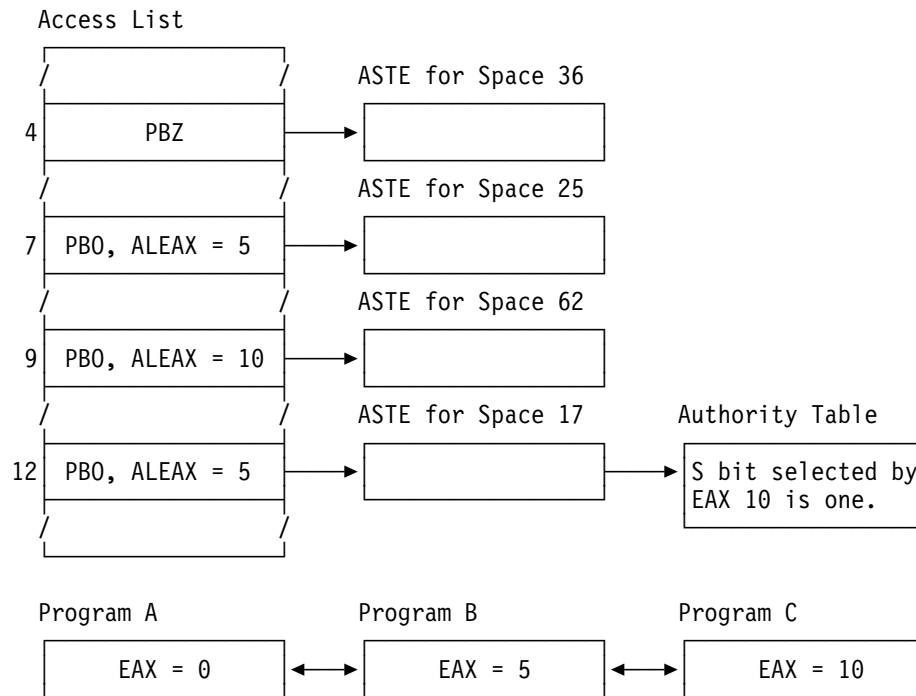 Access List
ASTE for Space 36
4 PBZ
ASTE for Space 25
7 PBO, ALEAX = 5
ASTE for Space 62
9 PBO, ALEAX = 10
ASTE for Space 17 Authority Table
12 PBO, ALEAX = 5 S bit selected by
EAX 10 is one.
Program A Program B Program C
EAX = 0 EAX = 5 EAX = 10